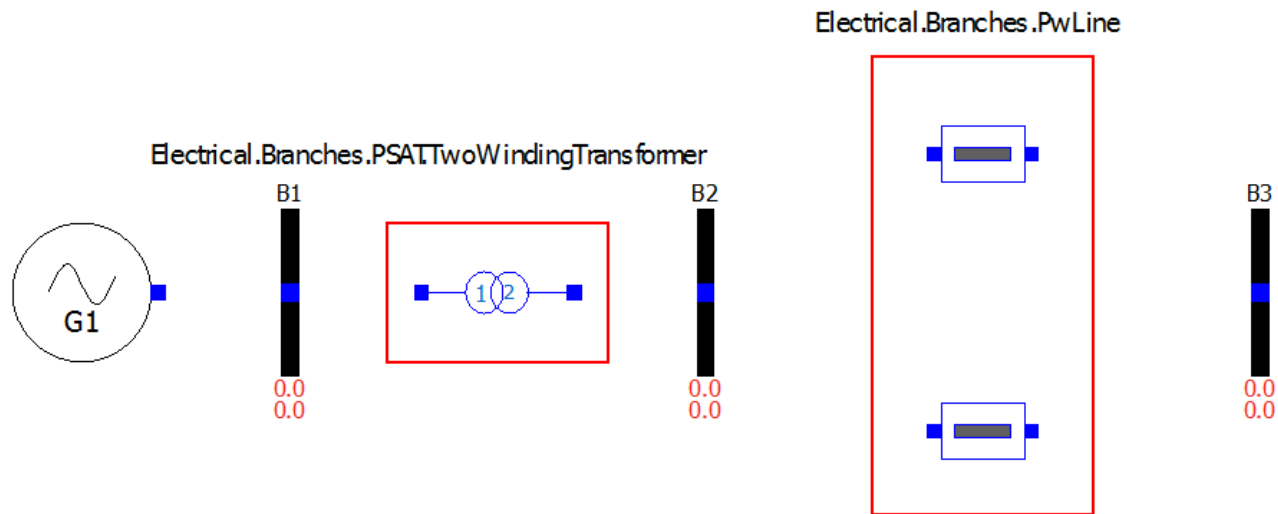 Electrical.Branches.PwLine
Electrical.Branches.PSAT.TwoWindingTransformer
B1
B2
B3
G1
1 2
0.0
0.0
0.0
0.0
0.0
0.0